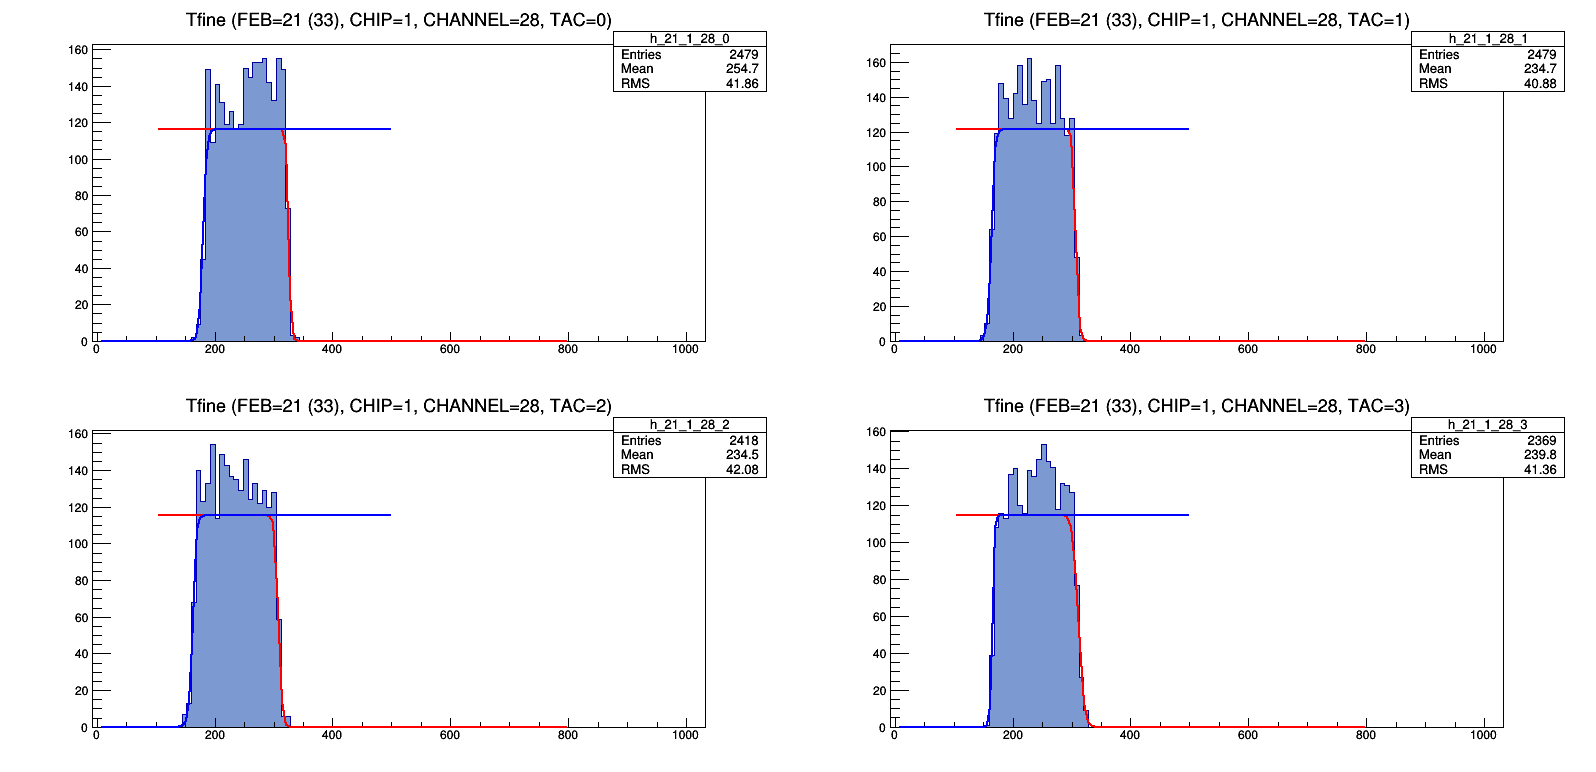 Tfine (FEB=21 (33), CHIP=1, CHANNEL=28, TAC=0)
h_21_1_28_0
Entries 2479
Mean 254.7
RMS 41.86
160
140
120
100
80
60
40
20
0
0 200 400 600 800 1000
Tfine (FEB=21 (33), CHIP=1, CHANNEL=28, TAC=1)
h_21_1_28_1
Entries 2479
Mean 234.7
RMS 40.88
160
140
120
100
80
60
40
20
0
0 200 400 600 800 1000
Tfine (FEB=21 (33), CHIP=1, CHANNEL=28, TAC=2)
h_21_1_28_2
Entries 2418
Mean 234.5
RMS 42.08
160
140
120
100
80
60
40
20
0
0 200 400 600 800 1000
Tfine (FEB=21 (33), CHIP=1, CHANNEL=28, TAC=3)
h_21_1_28_3
Entries 2369
Mean 239.8
RMS 41.36
160
140
120
100
80
60
40
20
0
0 200 400 600 800 1000